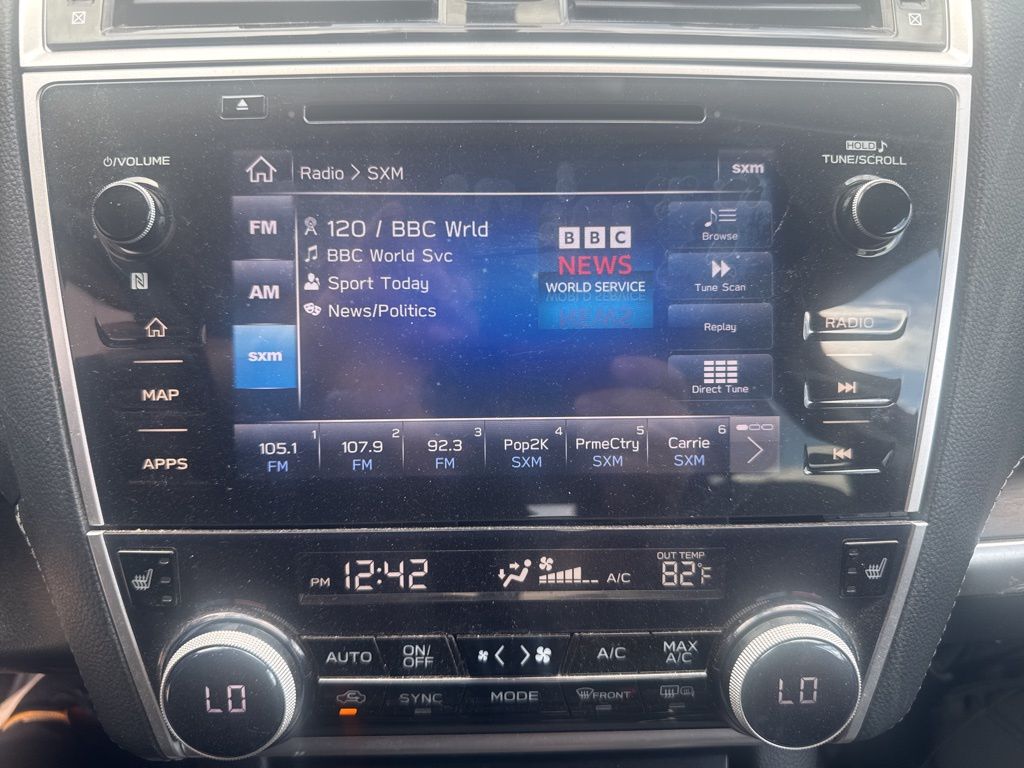 ⏻/VOLUME
HOLD ♪
TUNE/SCROLL
Radio > SXM
sxm
FM
120 / BBC Wrld
BBC World Svc
Sport Today
News/Politics
BBC
NEWS
WORLD SERVICE
Browse
AM
Tune Scan
sxm
Replay
RADIO
Direct Tune
MAP
APPS
105.1 1
FM
107.9 2
FM
92.3 3
FM
Pop2K 4
SXM
PrmeCtry 5
SXM
Carrie 6
SXM
PM 12:42
A/C
OUT TEMP
82°F
AUTO
ON/
OFF
A/C
MAX
A/C
LO
SYNC
MODE
FRONT
LO